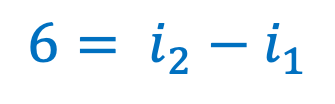 6 = i₂ − i₁